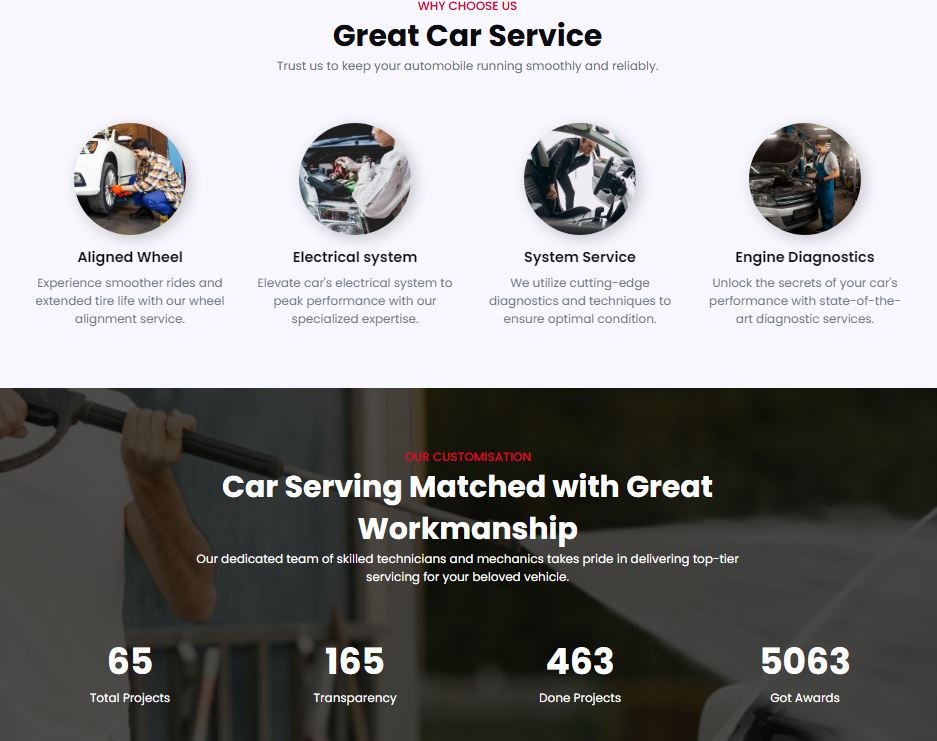 WHY CHOOSE US
Great Car Service
Trust us to keep your automobile running smoothly and reliably.
Aligned Wheel
Experience smoother rides and
extended tire life with our wheel
alignment service.
Electrical system
Elevate car's electrical system to
peak performance with our
specialized expertise.
System Service
We utilize cutting-edge
diagnostics and techniques to
ensure optimal condition.
Engine Diagnostics
Unlock the secrets of your car's
performance with state-of-the-
art diagnostic services.
OUR CUSTOMISATION
Car Serving Matched with Great
Workmanship
Our dedicated team of skilled technicians and mechanics takes pride in delivering top-tier
servicing for your beloved vehicle.
65
Total Projects
165
Transparency
463
Done Projects
5063
Got Awards